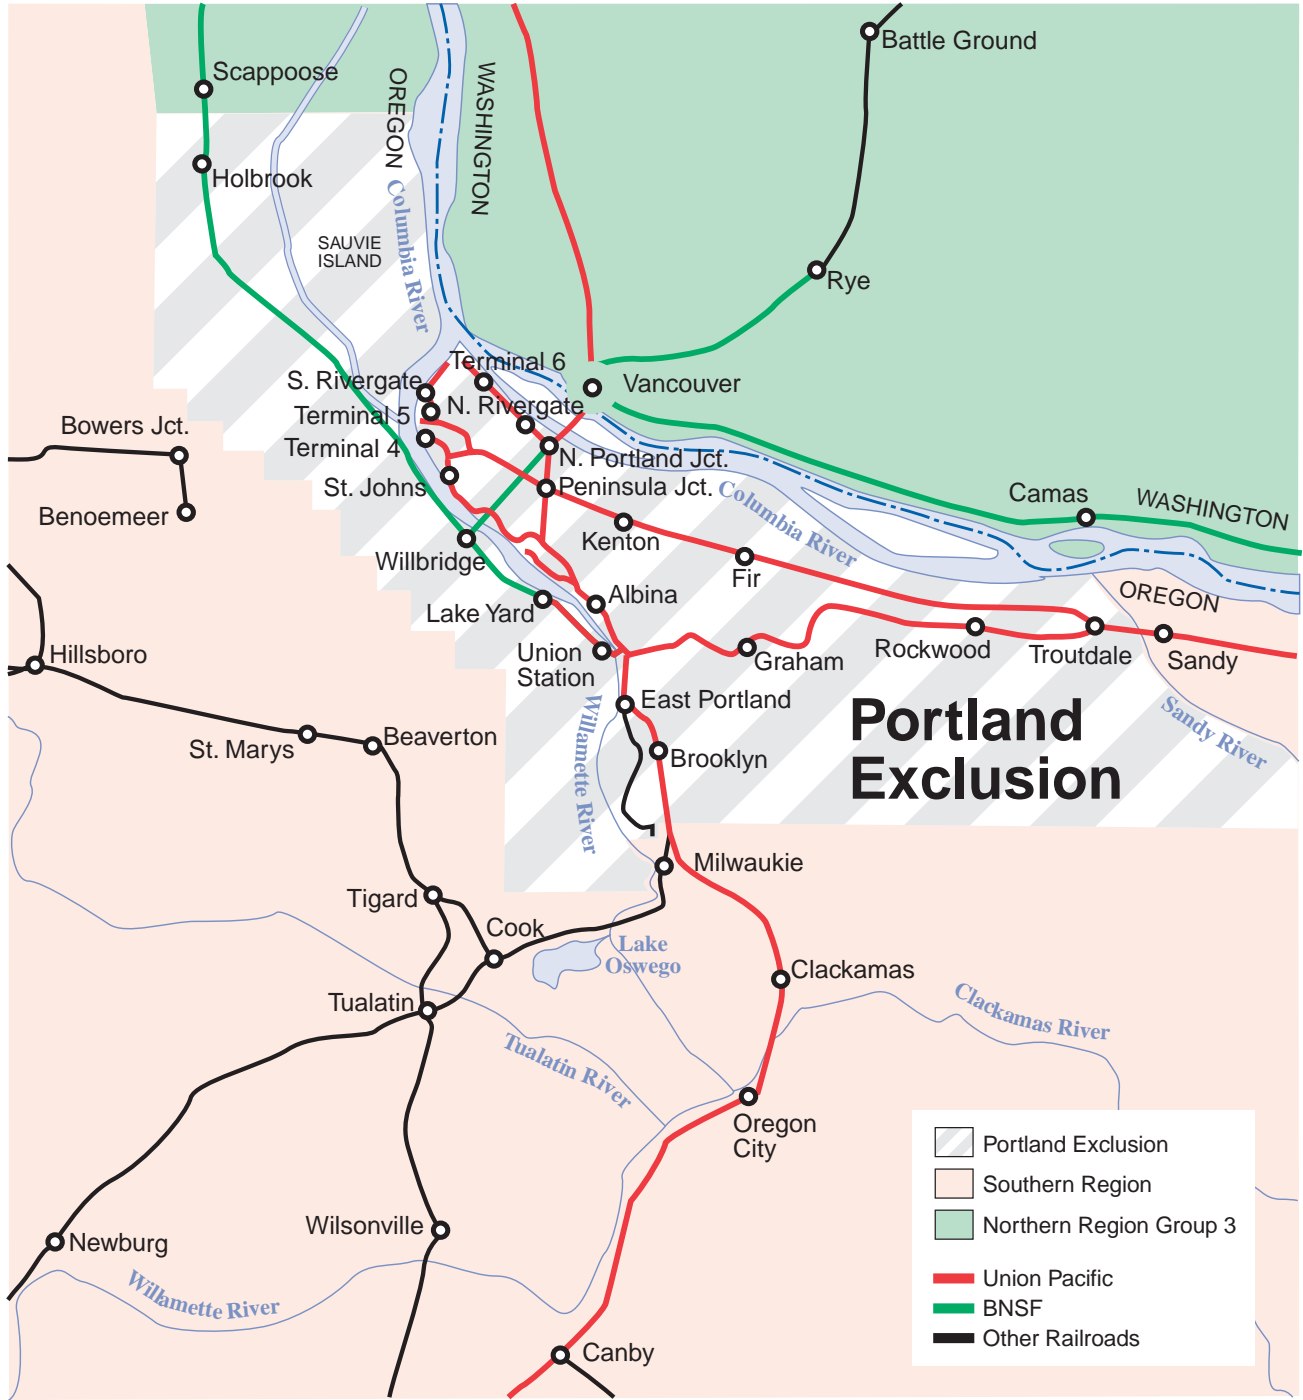 Battle Ground
Scappoose
OREGON
WASHINGTON
Holbrook
Columbia River
SAUVIE
ISLAND
Rye
Terminal 6
S. Rivergate
Vancouver
N. Rivergate
Terminal 5
Bowers Jct.
Terminal 4
N. Portland Jct.
St. Johns
Peninsula Jct.
Columbia River
Camas
WASHINGTON
Benoemeer
Kenton
Willbridge
Fir
OREGON
Albina
Lake Yard
Hillsboro
Union
Station
Graham
Rockwood
Troutdale
Sandy
East Portland
Willamette River
Portland
Exclusion
Sandy River
St. Marys
Beaverton
Brooklyn
Milwaukie
Tigard
Cook
Lake
Oswego
Clackamas
Tualatin
Clackamas River
Tualatin River
Oregon
City
Newburg
Wilsonville
Willamette River
Canby
Portland Exclusion
Southern Region
Northern Region Group 3
Union Pacific
BNSF
Other Railroads